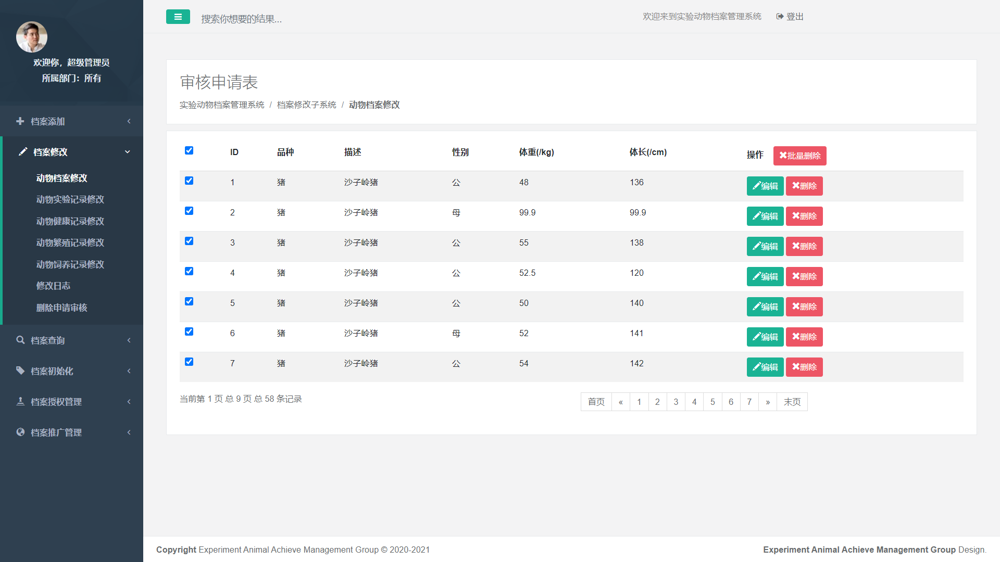 搜索你想要的结果...
欢迎来到实验动物档案管理系统 登出
欢迎你，超级管理员
所属部门：所有
档案添加
档案修改
动物档案修改
动物实验记录修改
动物健康记录修改
动物繁殖记录修改
动物饲养记录修改
修改日志
删除申请审核
档案查询
档案初始化
档案授权管理
档案推广管理
审核申请表
实验动物档案管理系统 / 档案修改子系统 / 动物档案修改
ID 品种 描述 性别 体重(/kg) 体长(/cm) 操作 批量删除
1 猪 沙子岭猪 公 48 136 编辑 删除
2 猪 沙子岭猪 母 99.9 99.9 编辑 删除
3 猪 沙子岭猪 公 55 138 编辑 删除
4 猪 沙子岭猪 公 52.5 120 编辑 删除
5 猪 沙子岭猪 公 50 140 编辑 删除
6 猪 沙子岭猪 母 52 141 编辑 删除
7 猪 沙子岭猪 公 54 142 编辑 删除
当前第 1 页 总 9 页 总 58 条记录
首页 « 1 2 3 4 5 6 7 » 末页
Copyright Experiment Animal Achieve Management Group © 2020-2021
Experiment Animal Achieve Management Group Design.